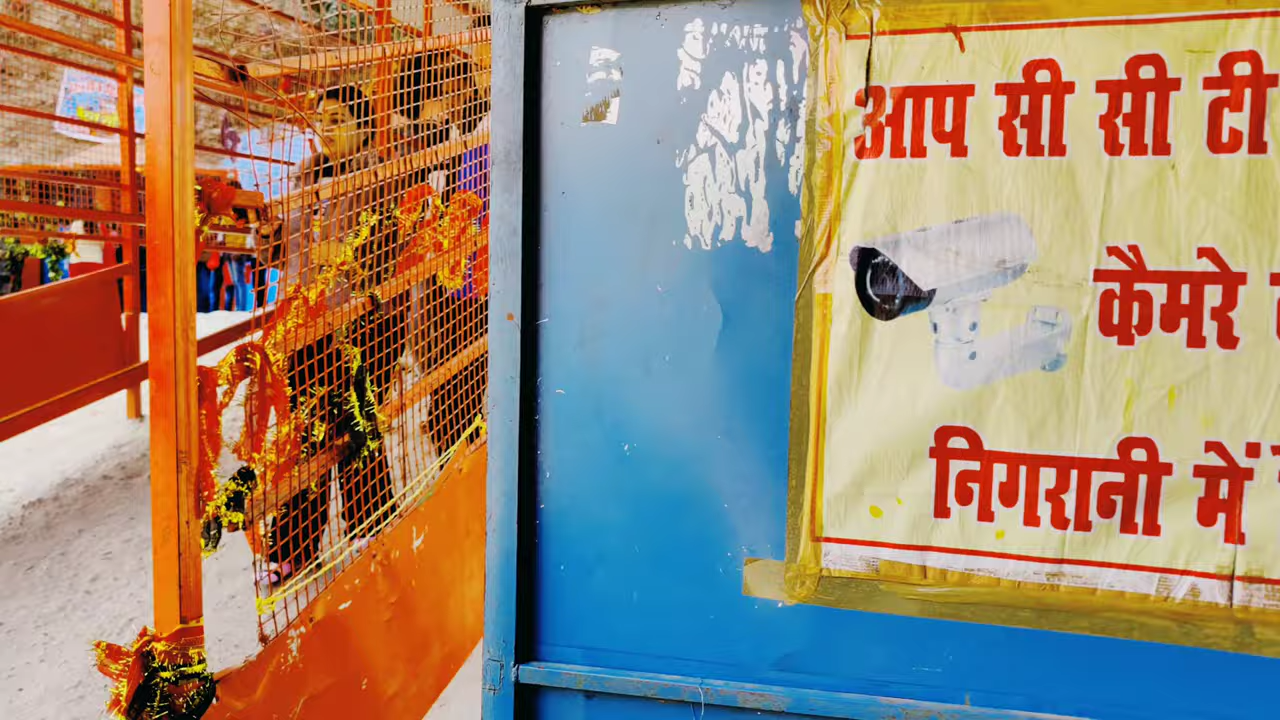 आप सी सी टी
कैमरे
निगरानी में